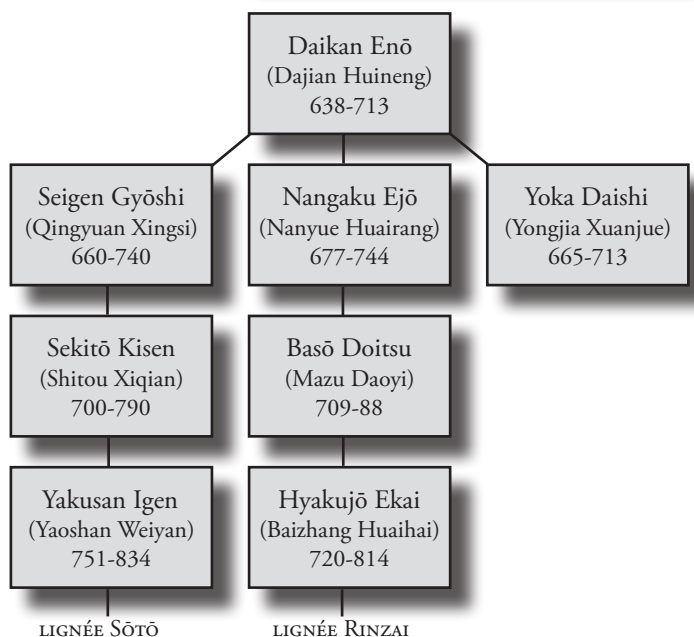 Daikan Enō
(Dajian Huineng)
638-713
Seigen Gyōshi
(Qingyuan Xingsi)
660-740
Nangaku Ejō
(Nanyue Huairang)
677-744
Yoka Daishi
(Yongjia Xuanjue)
665-713
Sekitō Kisen
(Shitou Xiqian)
700-790
Basō Doitsu
(Mazu Daoyi)
709-88
Yakusan Igen
(Yaoshan Weiyan)
751-834
Hyakujō Ekai
(Baizhang Huaihai)
720-814
LIGNÉE SŌTŌ
LIGNÉE RINZAI